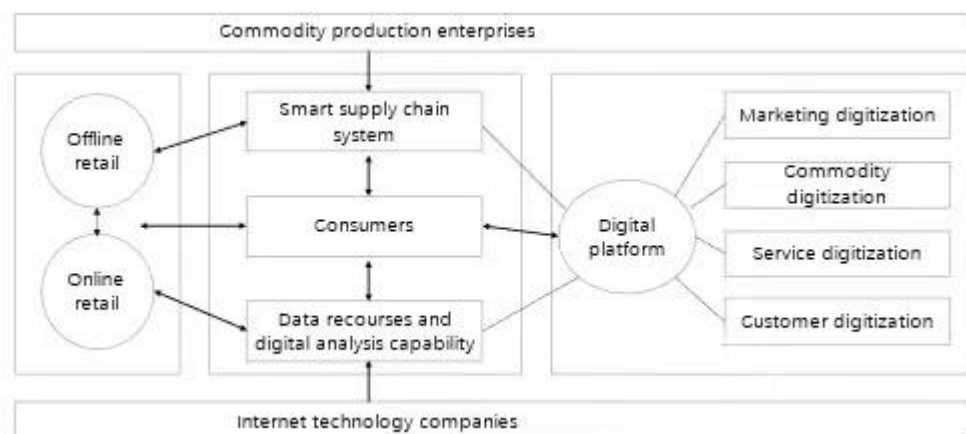 Commodity production enterprises
Offline
retail
Online
retail
Smart supply chain
system
Consumers
Data recourses and
digital analysis capability
Digital
platform
Marketing digitization
Commodity
digitization
Service digitization
Customer digitization
Internet technology companies